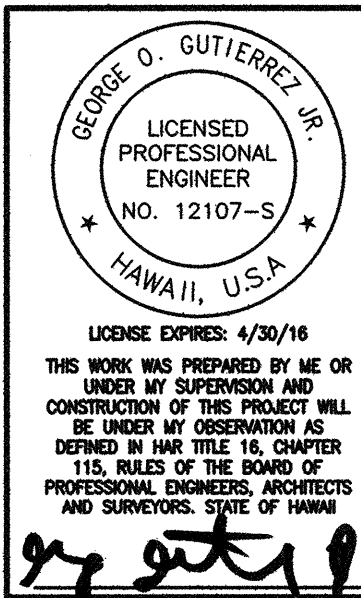 GEORGE O. GUTIERREZ JR.
LICENSED
PROFESSIONAL
ENGINEER
NO. 12107-S
HAWAII, U.S.A
LICENSE EXPIRES: 4/30/16
THIS WORK WAS PREPARED BY ME OR
UNDER MY SUPERVISION AND
CONSTRUCTION OF THIS PROJECT WILL
BE UNDER MY OBSERVATION AS
DEFINED IN HAR TITLE 16, CHAPTER
115, RULES OF THE BOARD OF
PROFESSIONAL ENGINEERS, ARCHITECTS
AND SURVEYORS. STATE OF HAWAII